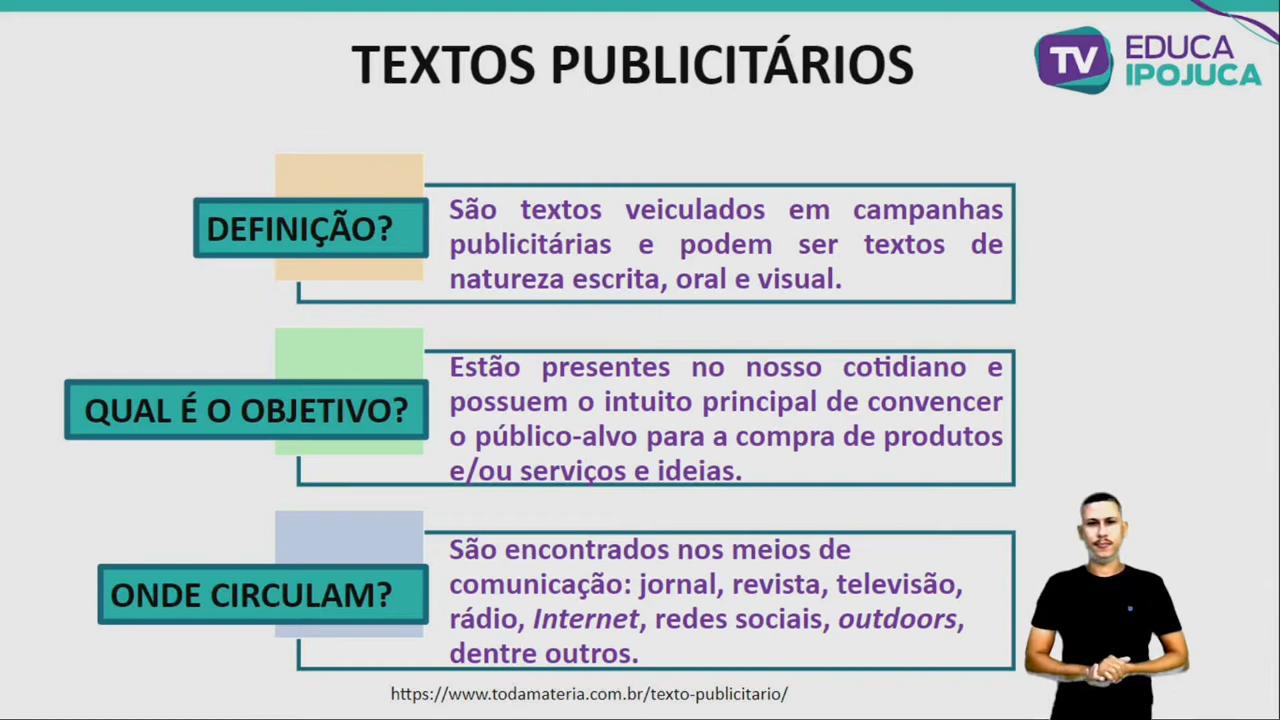 TEXTOS PUBLICITÁRIOS
TV EDUCA
IPOJUCA
DEFINIÇÃO?
São textos veiculados em campanhas
publicitárias e podem ser textos de
natureza escrita, oral e visual.
QUAL É O OBJETIVO?
Estão presentes no nosso cotidiano e
possuem o intuito principal de convencer
o público-alvo para a compra de produtos
e/ou serviços e ideias.
ONDE CIRCULAM?
São encontrados nos meios de
comunicação: jornal, revista, televisão,
rádio, Internet, redes sociais, outdoors,
dentre outros.
https://www.todamateria.com.br/texto-publicitario/